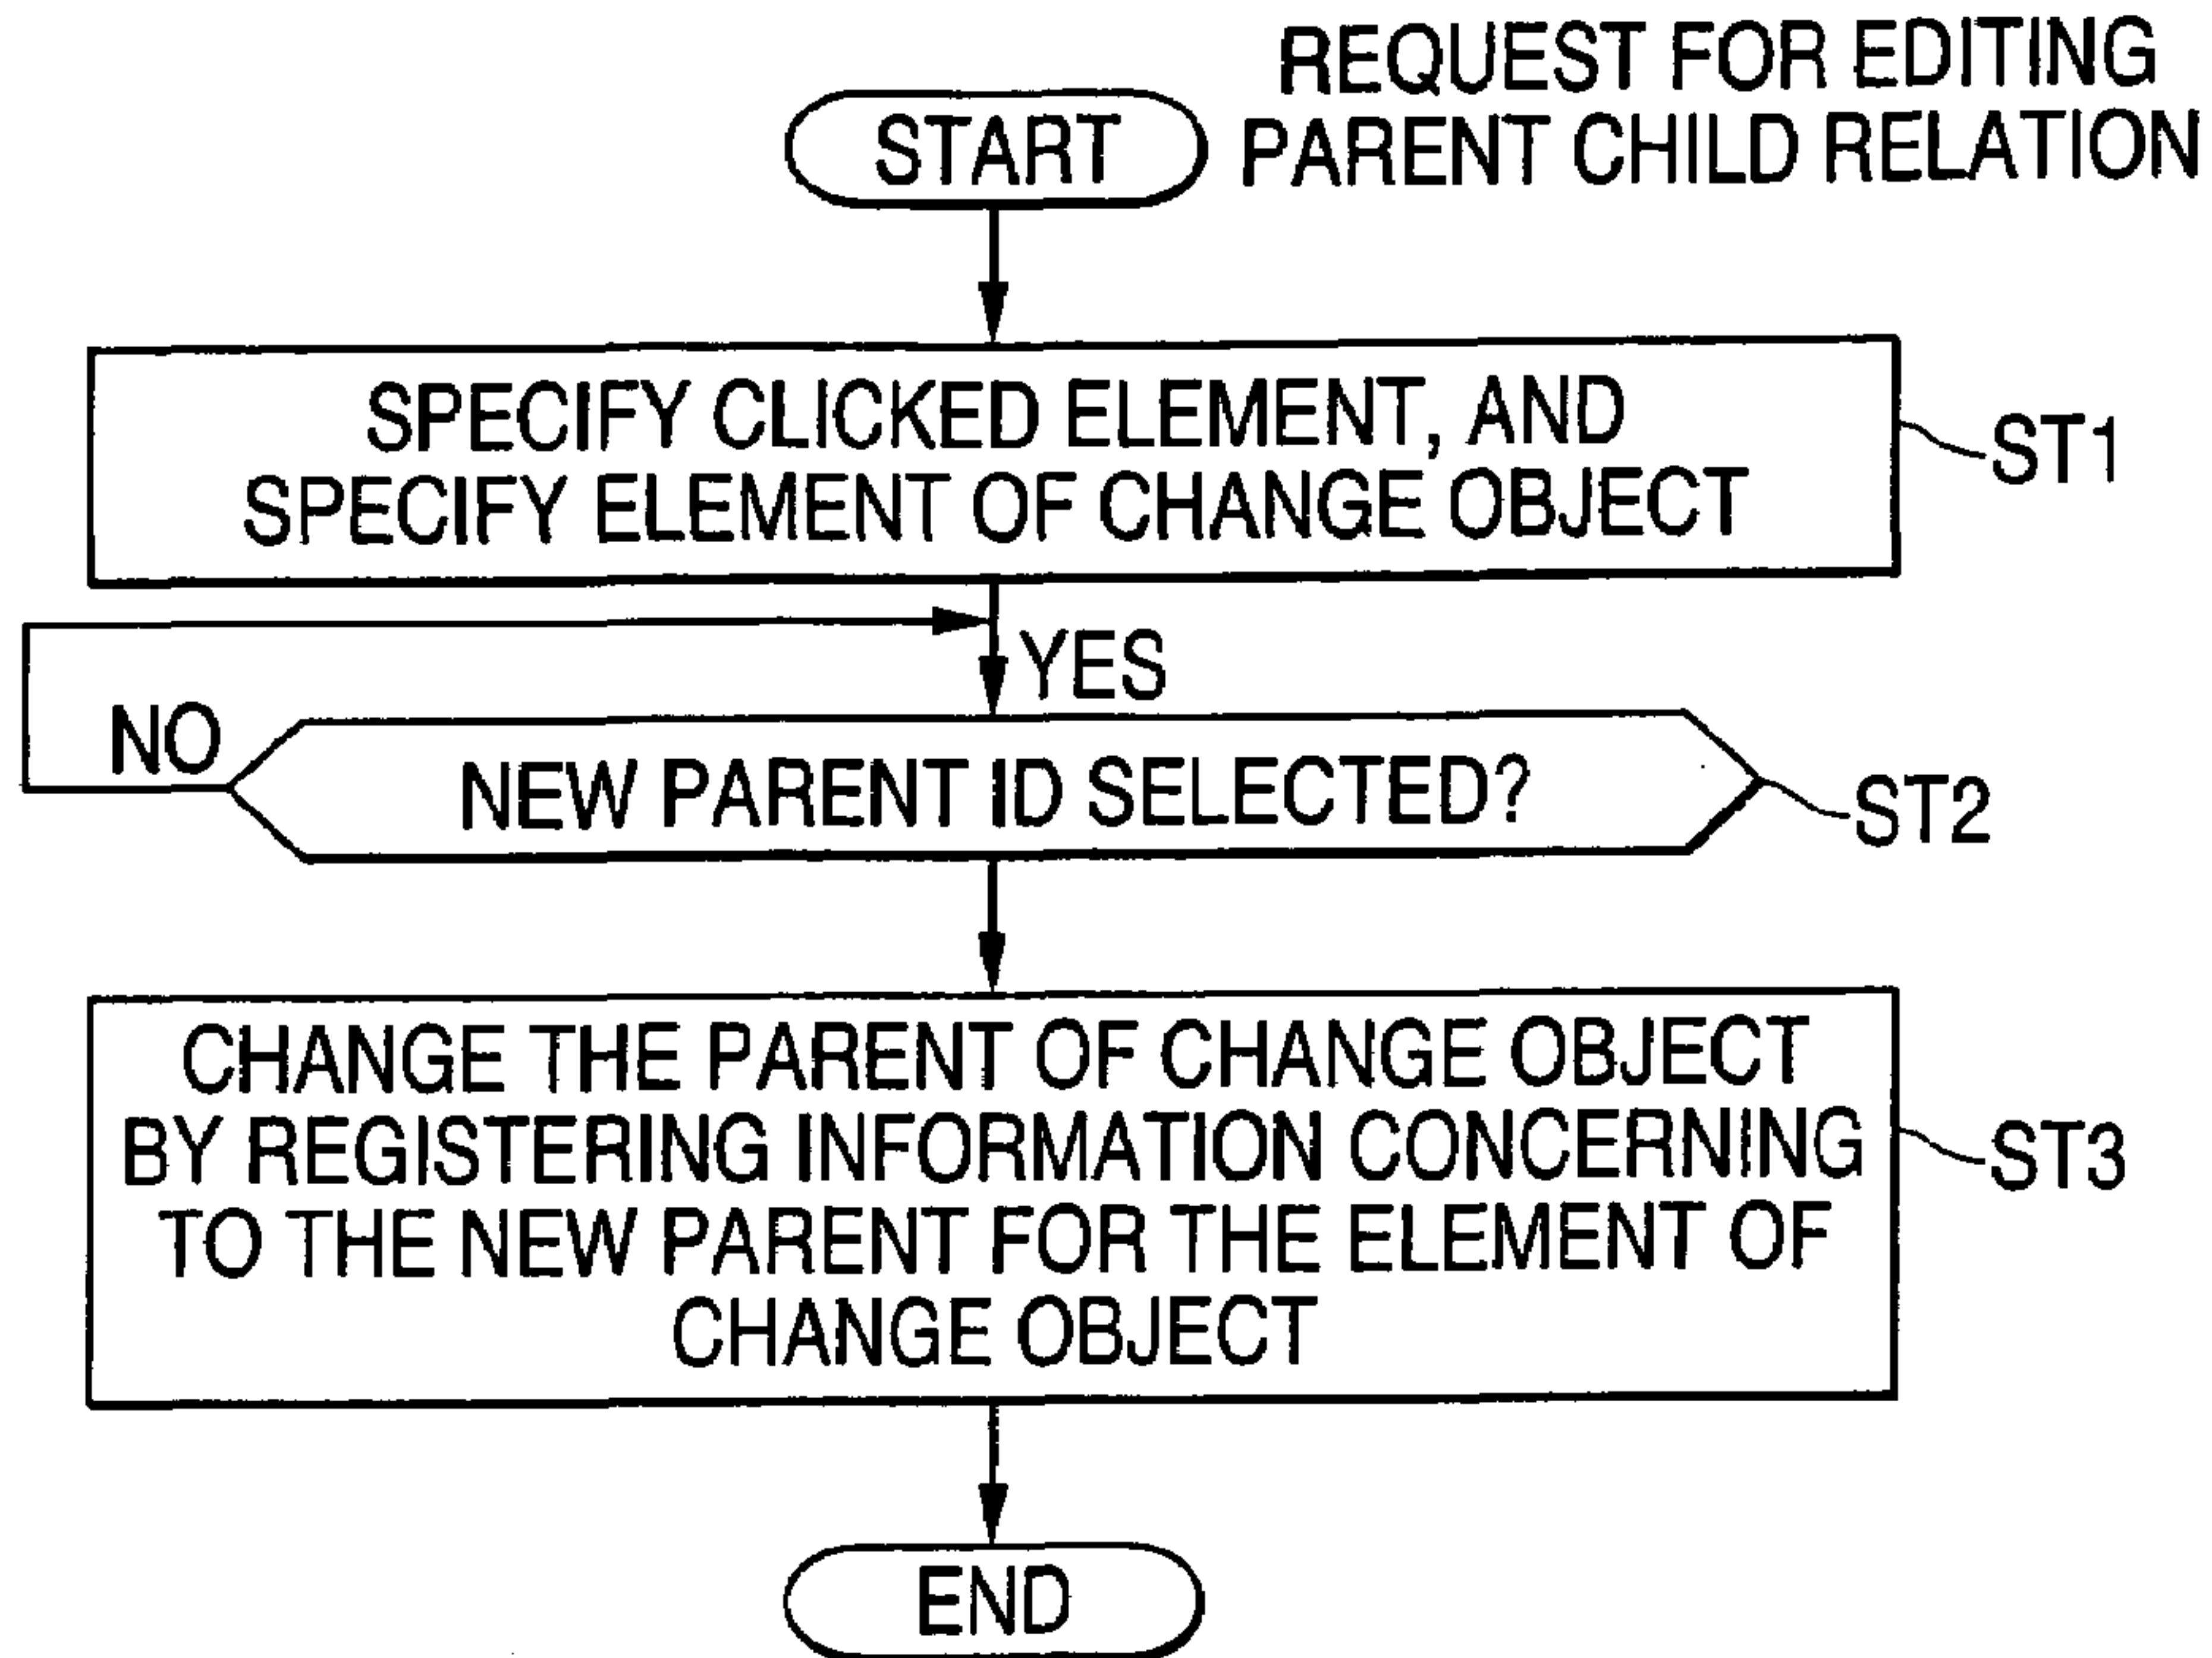 REQUEST FOR EDITING
PARENT CHILD RELATION
START
SPECIFY CLICKED ELEMENT, AND
SPECIFY ELEMENT OF CHANGE OBJECT
ST1
YES
NO
NEW PARENT ID SELECTED?
ST2
CHANGE THE PARENT OF CHANGE OBJECT
BY REGISTERING INFORMATION CONCERNING
TO THE NEW PARENT FOR THE ELEMENT OF
CHANGE OBJECT
ST3
END